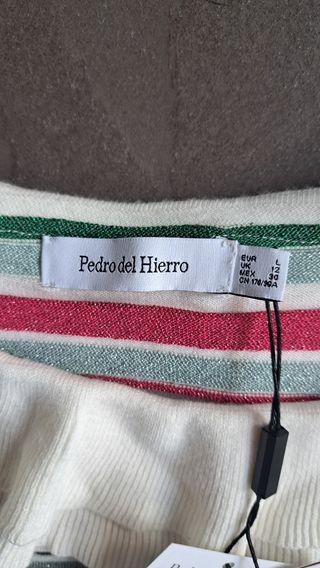 Pedro del Hierro
EUR L
UK 12
MEX 30
CN 170/96A